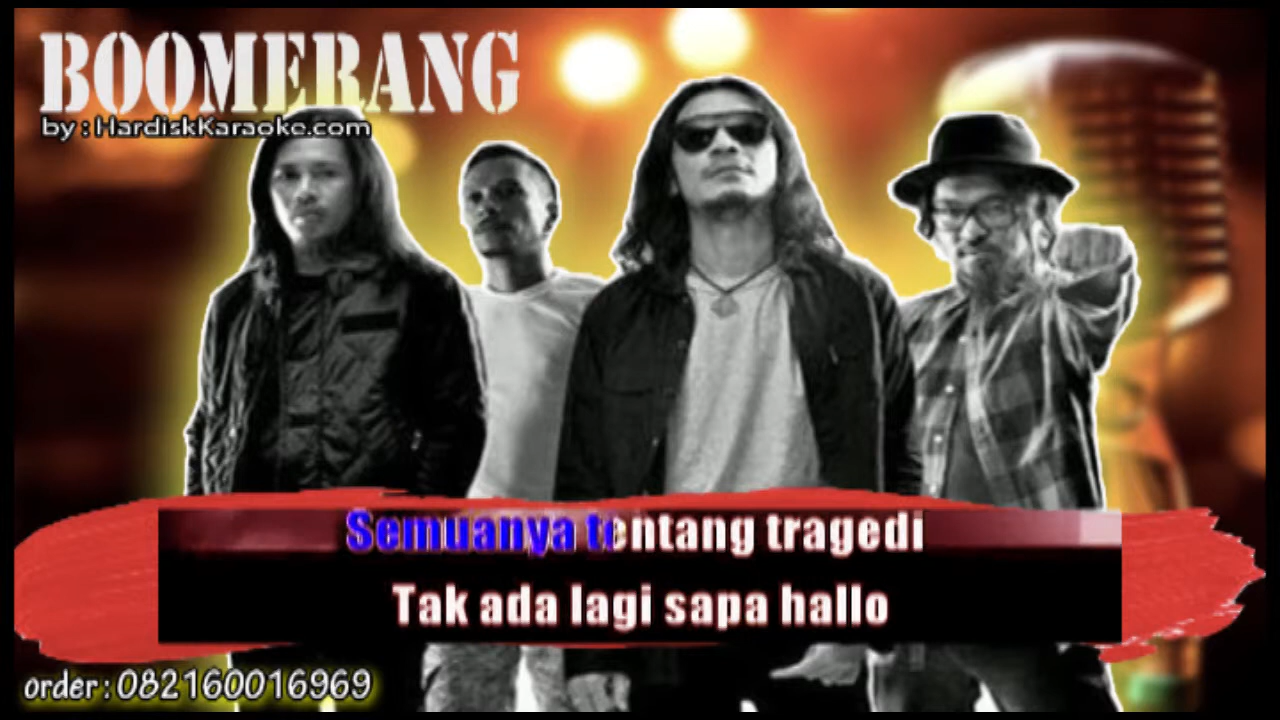 BOOMERANG
by : HardiskKaraoke.com
Semuanya tentang tragedi
Tak ada lagi sapa hallo
order : 082160016969